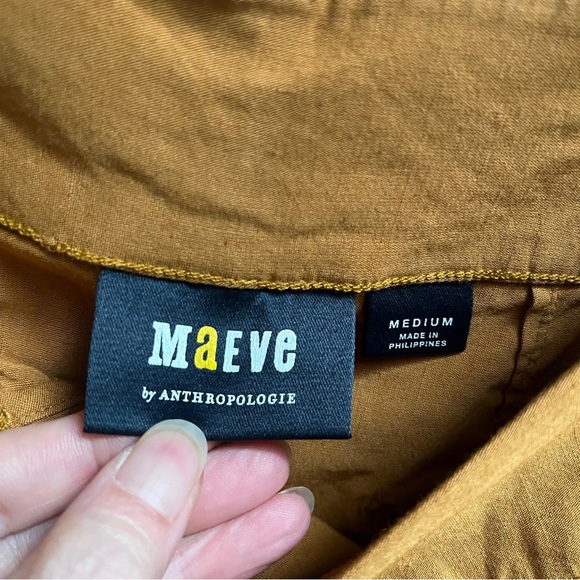 MaEVe
by ANTHROPOLOGIE
MEDIUM
MADE IN
PHILIPPINES